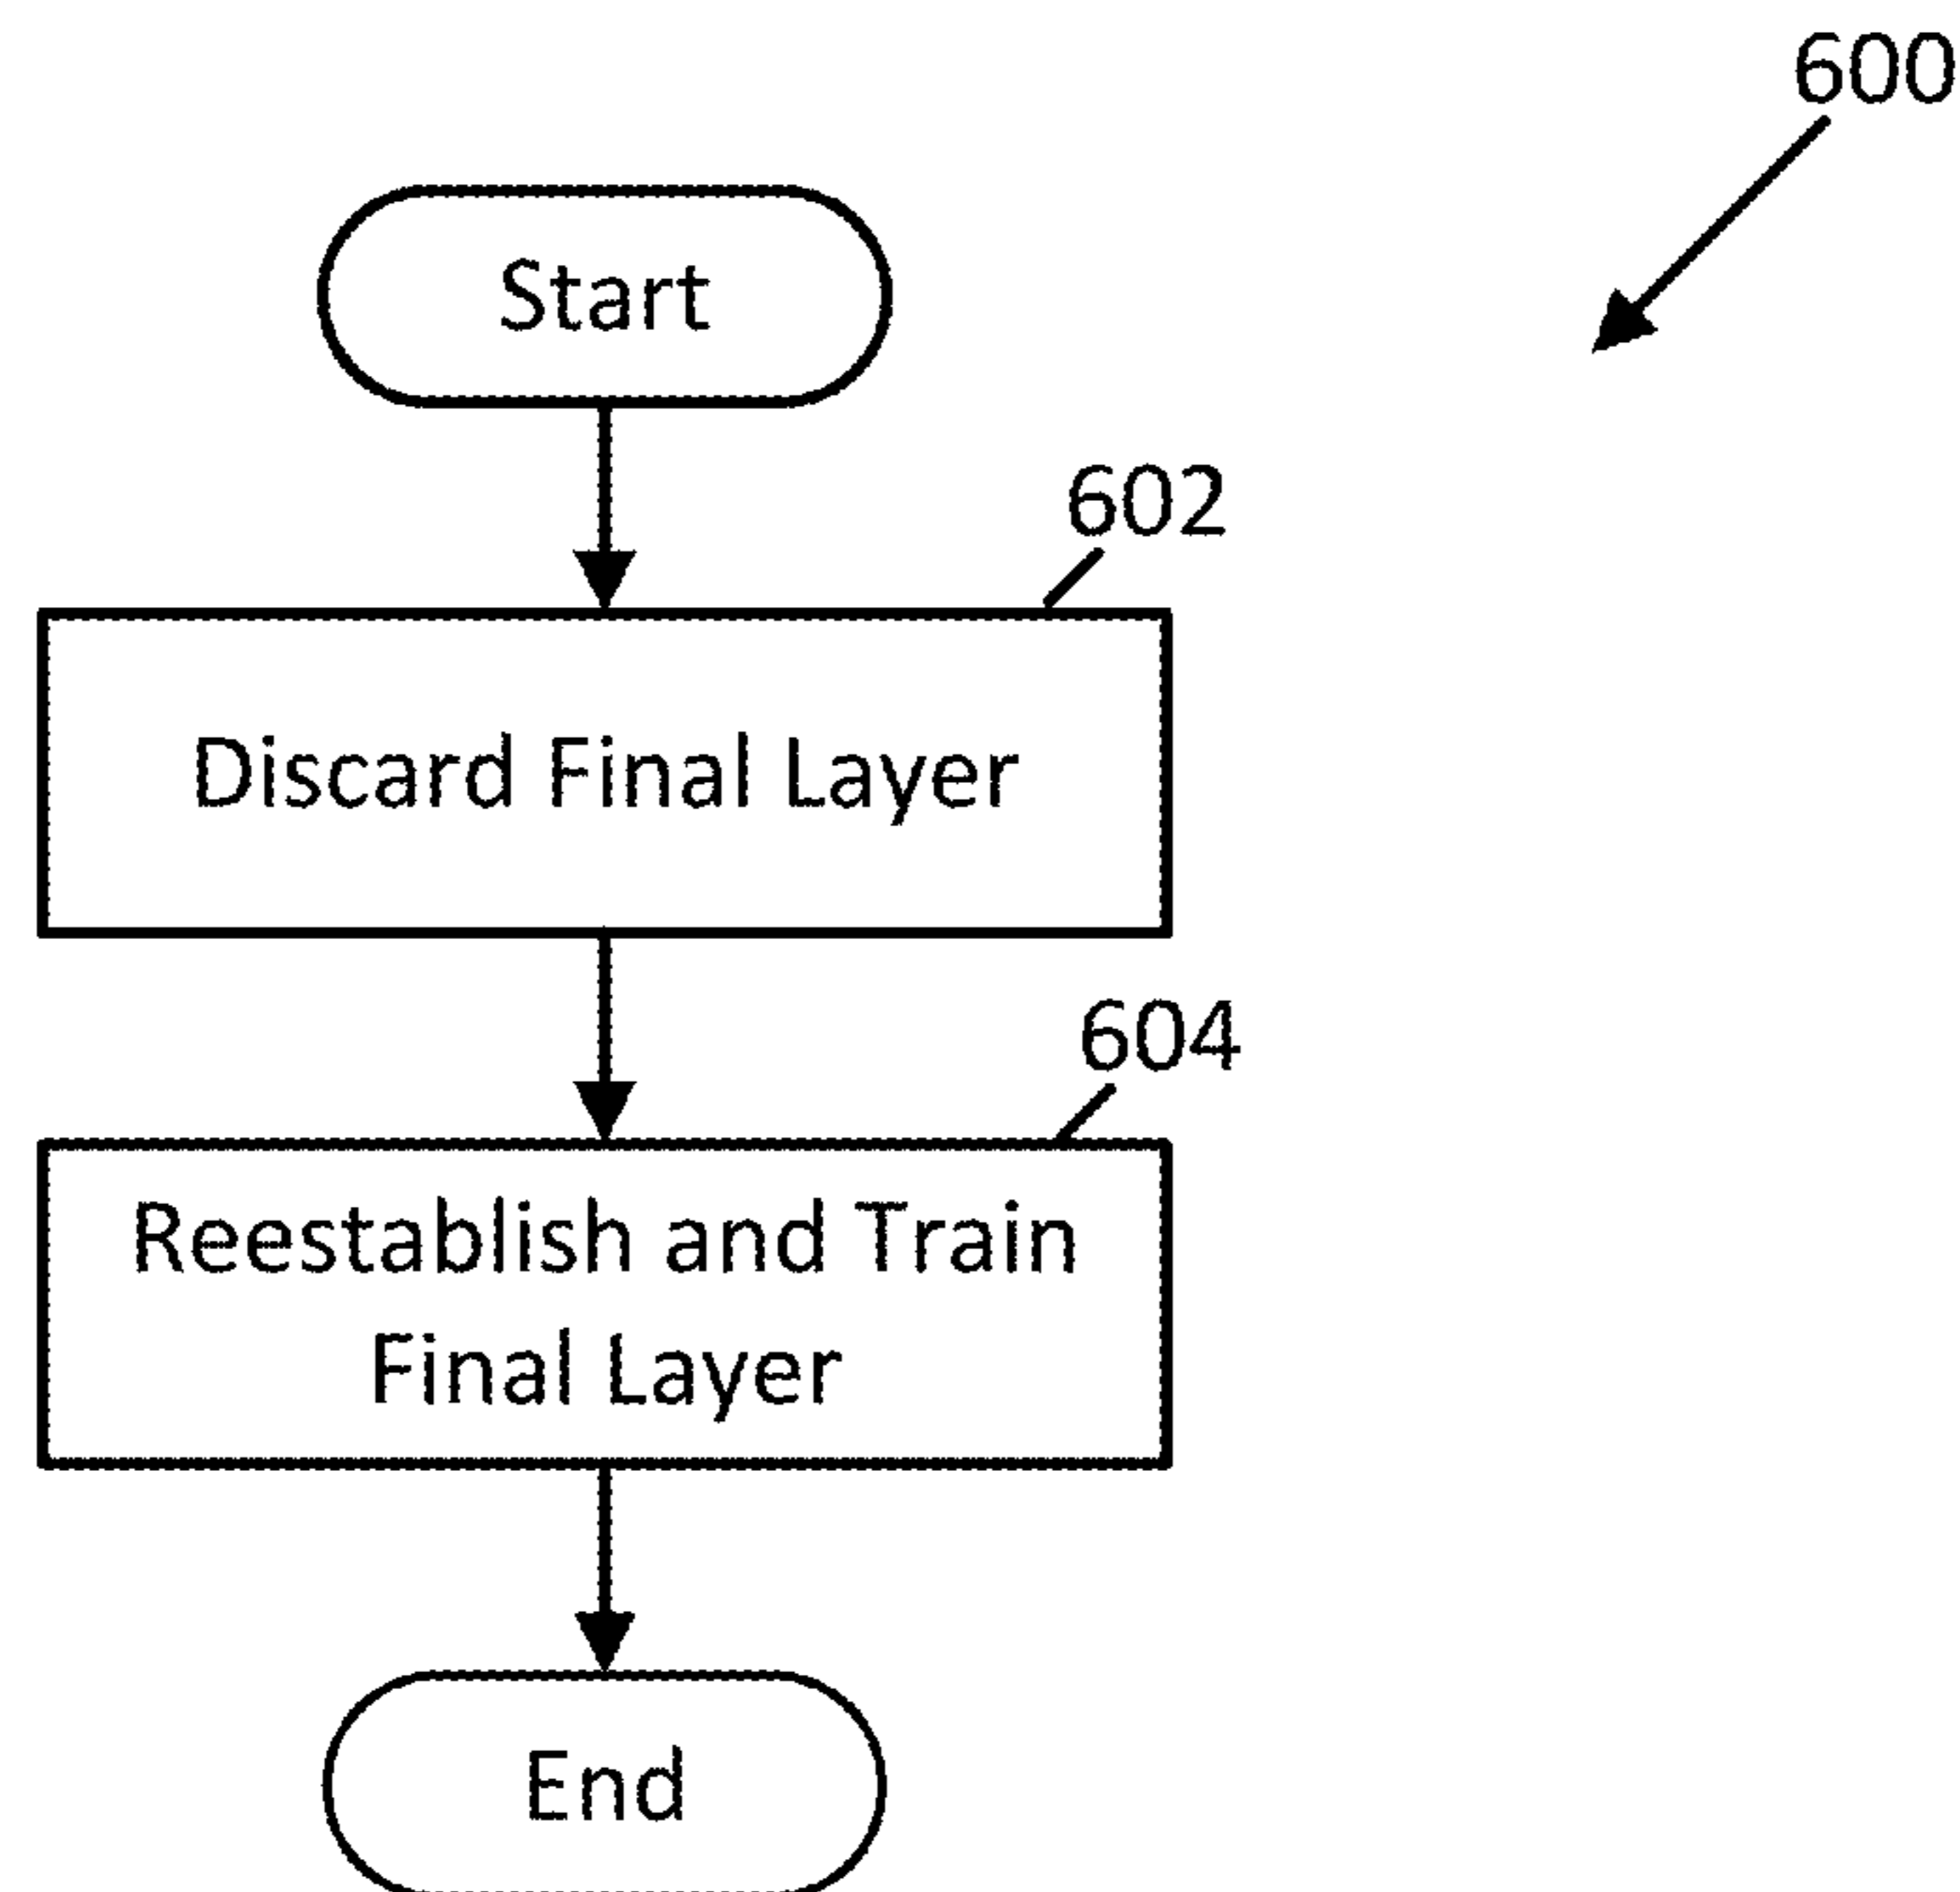 600
Start
602
Discard Final Layer
604
Reestablish and Train
Final Layer
End